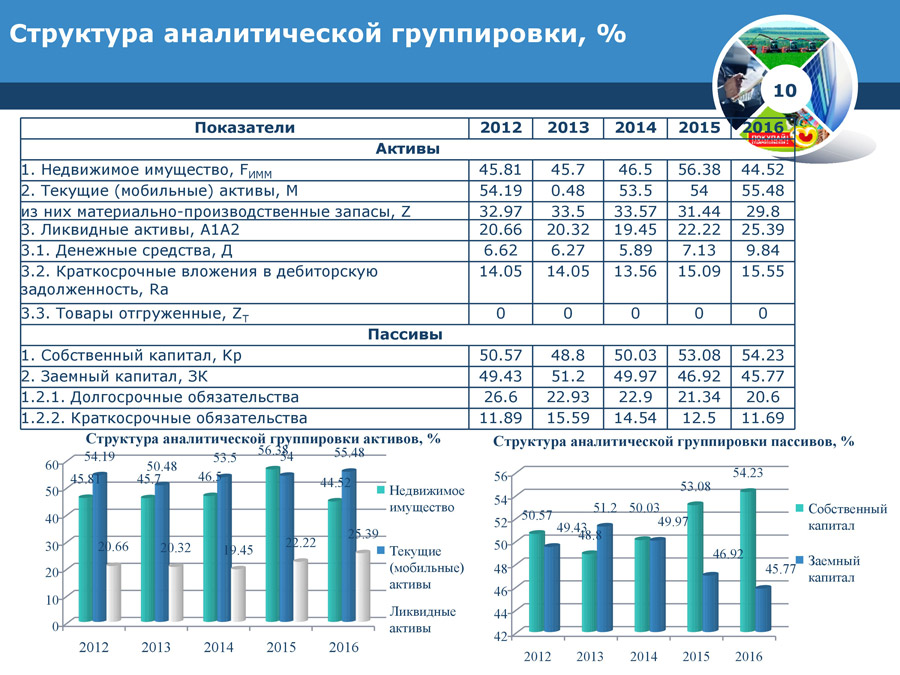 Структура аналитической группировки, %
10
Показатели 2012 2013 2014 2015 2016
Активы
1. Недвижимое имущество, FИММ 45.81 45.7 46.5 56.38 44.52
2. Текущие (мобильные) активы, М 54.19 0.48 53.5 54 55.48
из них материально-производственные запасы, Z 32.97 33.5 33.57 31.44 29.8
3. Ликвидные активы, А1А2 20.66 20.32 19.45 22.22 25.39
3.1. Денежные средства, Д 6.62 6.27 5.89 7.13 9.84
3.2. Краткосрочные вложения в дебиторскую 14.05 14.05 13.56 15.09 15.55
задолженность, Ra
3.3. Товары отгруженные, ZT 0 0 0 0 0
Пассивы
1. Собственный капитал, Кр 50.57 48.8 50.03 53.08 54.23
2. Заемный капитал, ЗК 49.43 51.2 49.97 46.92 45.77
1.2.1. Долгосрочные обязательства 26.6 22.93 22.9 21.34 20.6
1.2.2. Краткосрочные обязательства 11.89 15.59 14.54 12.5 11.69
Структура аналитической группировки активов, %
60
50
40
30
20
10
0
45.81 54.19 20.66
45.7 50.48 20.32
46.5 53.5 19.45
56.38 54 22.22
44.52 55.48 25.39
2012 2013 2014 2015 2016
Недвижимое
имущество
Текущие
(мобильные)
активы
Ликвидные
активы
Структура аналитической группировки пассивов, %
56
54
52
50
48
46
44
42
50.57 49.43
48.8 51.2
50.03 49.97
53.08 46.92
54.23 45.77
2012 2013 2014 2015 2016
Собственный
капитал
Заемный
капитал